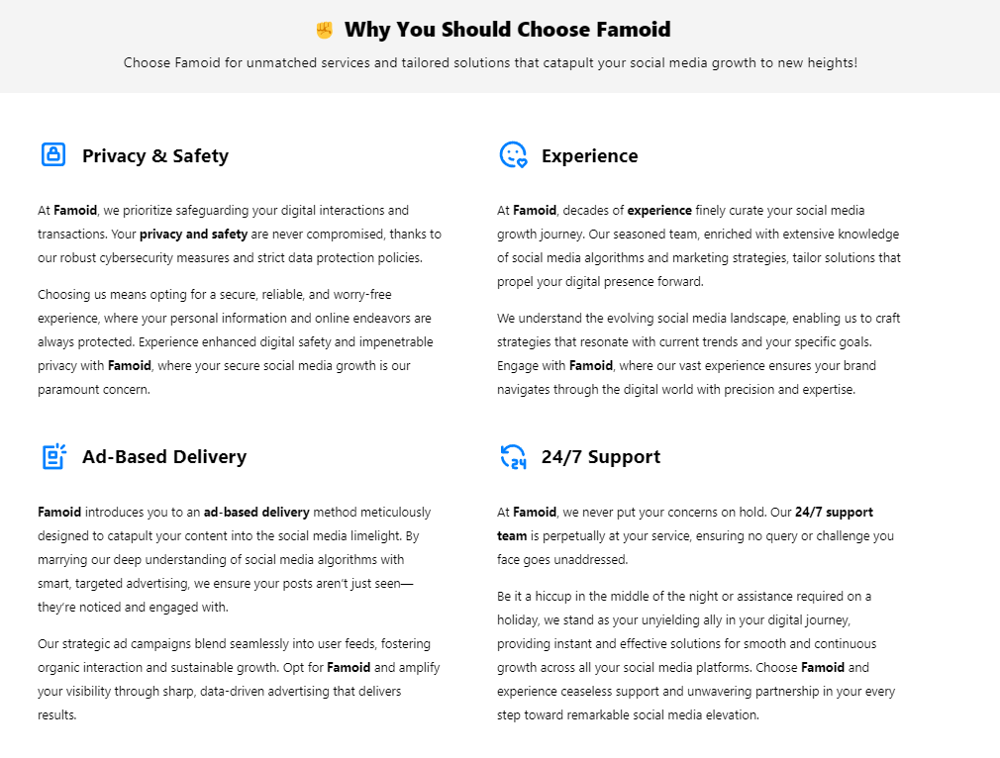 ✊ Why You Should Choose Famoid
Choose Famoid for unmatched services and tailored solutions that catapult your social media growth to new heights!
Privacy & Safety
At Famoid, we prioritize safeguarding your digital interactions and
transactions. Your privacy and safety are never compromised, thanks to
our robust cybersecurity measures and strict data protection policies.
Choosing us means opting for a secure, reliable, and worry-free
experience, where your personal information and online endeavors are
always protected. Experience enhanced digital safety and impenetrable
privacy with Famoid, where your secure social media growth is our
paramount concern.
Experience
At Famoid, decades of experience finely curate your social media
growth journey. Our seasoned team, enriched with extensive knowledge
of social media algorithms and marketing strategies, tailor solutions that
propel your digital presence forward.
We understand the evolving social media landscape, enabling us to craft
strategies that resonate with current trends and your specific goals.
Engage with Famoid, where our vast experience ensures your brand
navigates through the digital world with precision and expertise.
Ad-Based Delivery
Famoid introduces you to an ad-based delivery method meticulously
designed to catapult your content into the social media limelight. By
marrying our deep understanding of social media algorithms with
smart, targeted advertising, we ensure your posts aren't just seen—
they're noticed and engaged with.
Our strategic ad campaigns blend seamlessly into user feeds, fostering
organic interaction and sustainable growth. Opt for Famoid and amplify
your visibility through sharp, data-driven advertising that delivers
results.
24
24/7 Support
At Famoid, we never put your concerns on hold. Our 24/7 support
team is perpetually at your service, ensuring no query or challenge you
face goes unaddressed.
Be it a hiccup in the middle of the night or assistance required on a
holiday, we stand as your unyielding ally in your digital journey,
providing instant and effective solutions for smooth and continuous
growth across all your social media platforms. Choose Famoid and
experience ceaseless support and unwavering partnership in your every
step toward remarkable social media elevation.